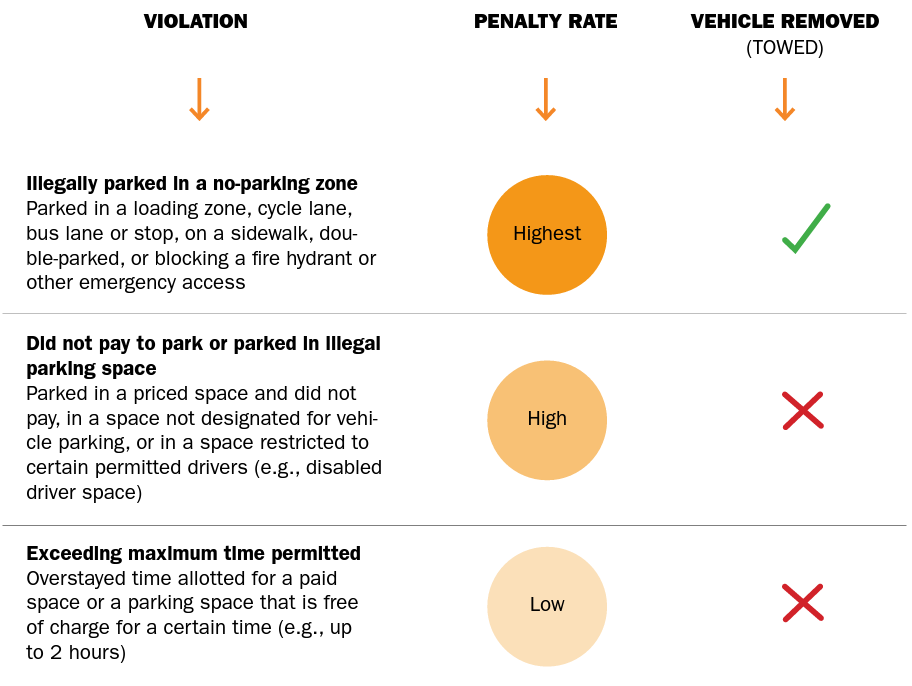 VIOLATION
PENALTY RATE
VEHICLE REMOVED
(TOWED)
Illegally parked in a no-parking zone
Parked in a loading zone, cycle lane,
bus lane or stop, on a sidewalk, dou-
ble-parked, or blocking a fire hydrant or
other emergency access
Highest
Did not pay to park or parked in illegal
parking space
Parked in a priced space and did not
pay, in a space not designated for vehi-
cle parking, or in a space restricted to
certain permitted drivers (e.g., disabled
driver space)
High
Exceeding maximum time permitted
Overstayed time allotted for a paid
space or a parking space that is free
of charge for a certain time (e.g., up
to 2 hours)
Low